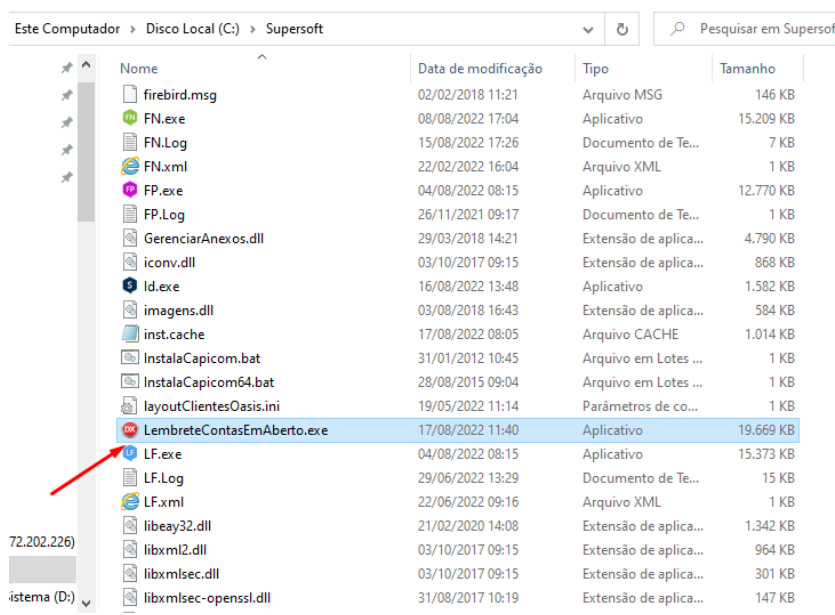 Este Computador > Disco Local (C:) > Supersoft Pesquisar em Supersof
Nome Data de modificação Tipo Tamanho
firebird.msg 02/02/2018 11:21 Arquivo MSG 146 KB
FN FN.exe 08/08/2022 17:04 Aplicativo 15.209 KB
FN.Log 15/08/2022 17:26 Documento de Te... 7 KB
FN.xml 22/02/2022 16:04 Arquivo XML 1 KB
FP FP.exe 04/08/2022 08:15 Aplicativo 12.770 KB
FP.Log 26/11/2021 09:17 Documento de Te... 1 KB
GerenciarAnexos.dll 29/03/2018 14:21 Extensão de aplica... 4.790 KB
iconv.dll 03/10/2017 09:15 Extensão de aplica... 868 KB
S ld.exe 16/08/2022 13:48 Aplicativo 1.582 KB
imagens.dll 03/08/2018 16:43 Extensão de aplica... 584 KB
inst.cache 17/08/2022 08:05 Arquivo CACHE 1.014 KB
InstalaCapicom.bat 31/01/2012 10:45 Arquivo em Lotes ... 1 KB
InstalaCapicom64.bat 28/08/2015 09:04 Arquivo em Lotes ... 1 KB
layoutClientesOasis.ini 19/05/2022 11:14 Parâmetros de co... 1 KB
DX LembreteContasEmAberto.exe 17/08/2022 11:40 Aplicativo 19.669 KB
LF LF.exe 04/08/2022 08:15 Aplicativo 15.373 KB
LF.Log 29/06/2022 13:29 Documento de Te... 15 KB
LF.xml 22/06/2022 09:16 Arquivo XML 1 KB
libeay32.dll 21/02/2020 14:08 Extensão de aplica... 1.342 KB
72.202.226) libxml2.dll 03/10/2017 09:15 Extensão de aplica... 964 KB
libxmlsec.dll 03/10/2017 09:15 Extensão de aplica... 301 KB
istema (D:) libxmlsec-openssl.dll 31/08/2017 10:19 Extensão de aplica... 147 KB